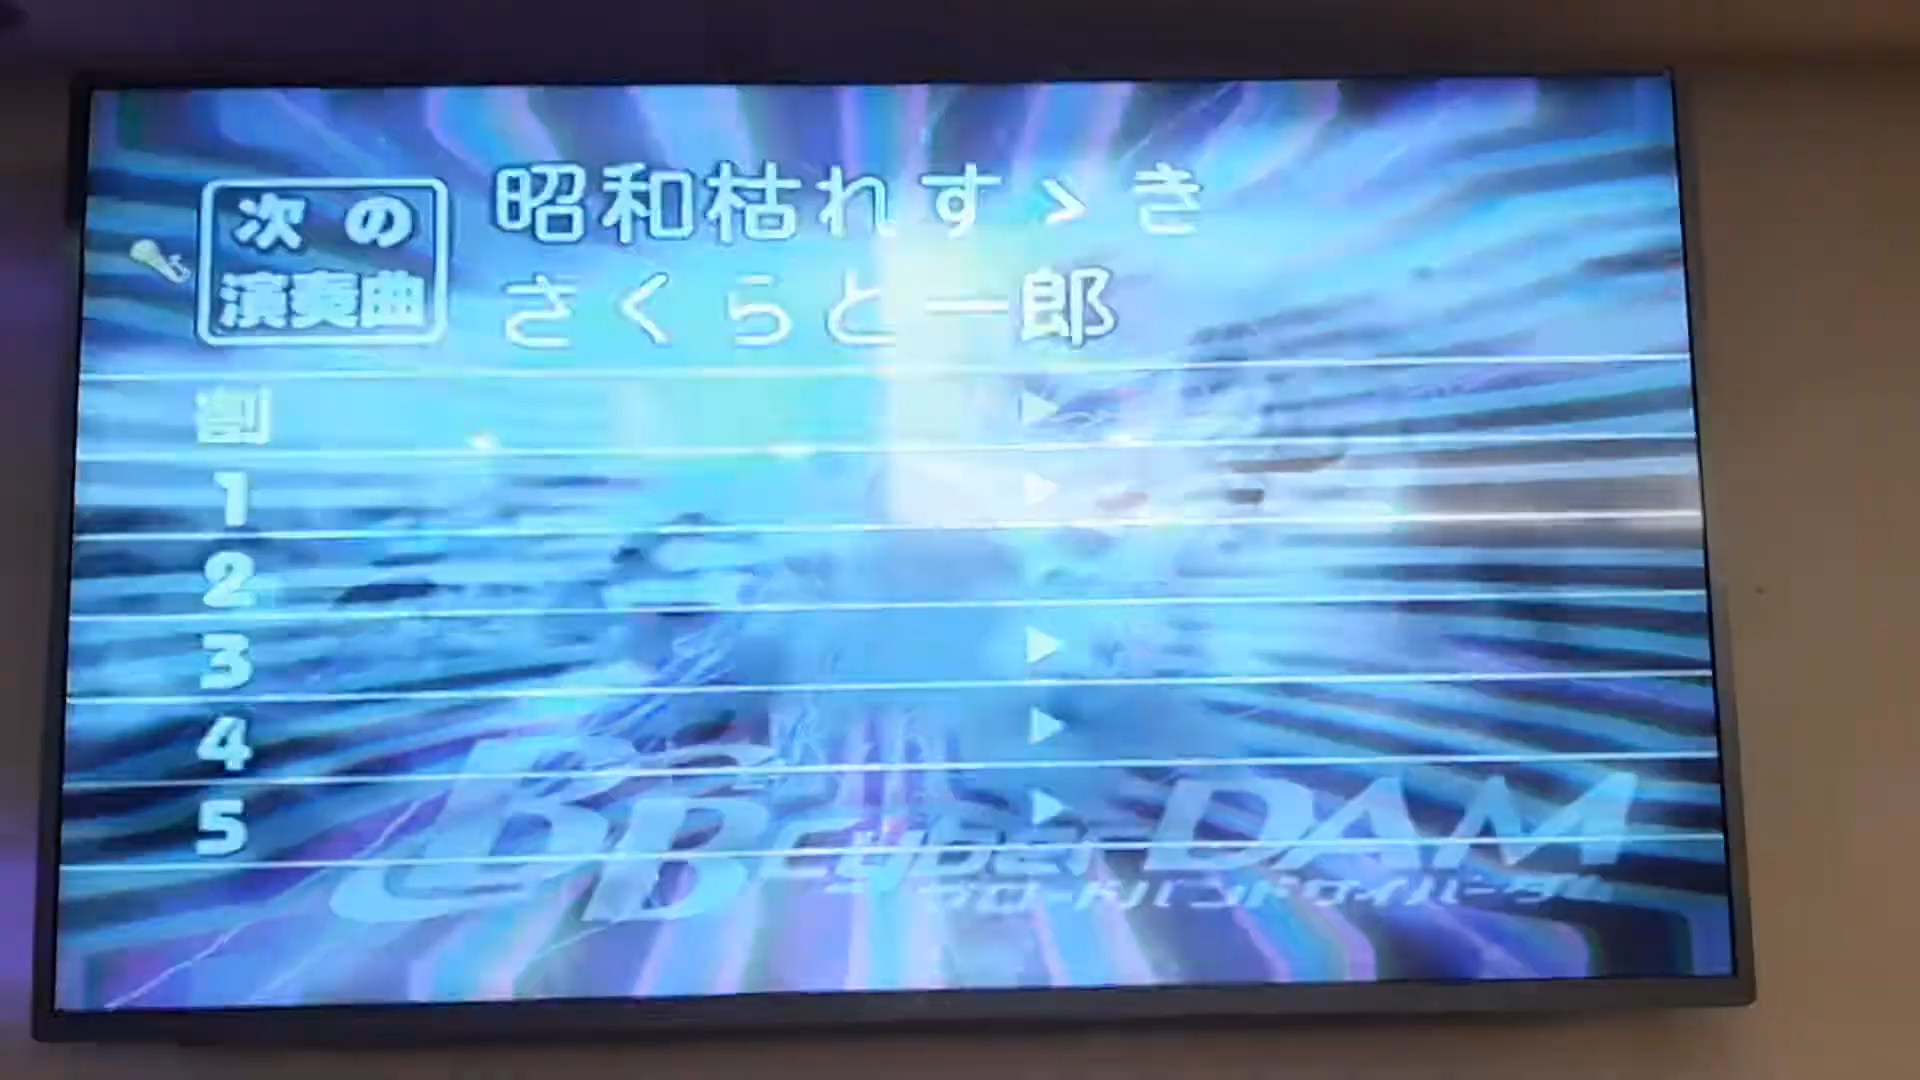 次の
演奏曲
昭和枯れすゝき
さくらと一郎
割
1
2
3
4
5
BB cyber DAM
ブロードバンドサイバーダム